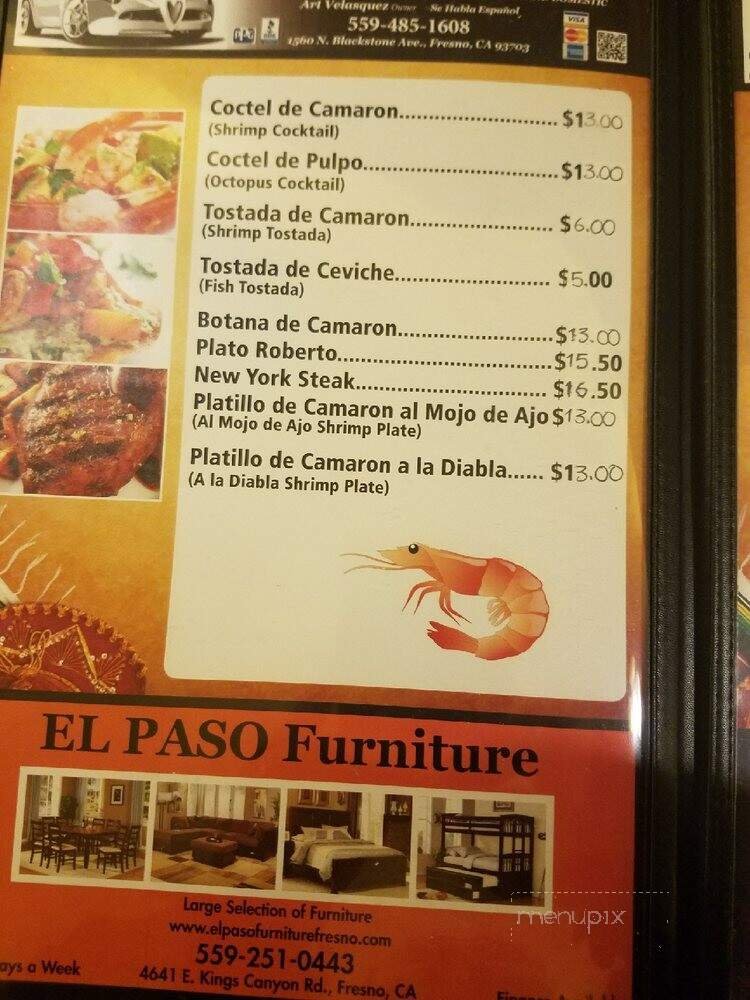 Art Velasquez Owner Se Habla Español
559-485-1608
1560 N. Blackstone Ave., Fresno, CA 93703
VISA
Coctel de Camaron.................................. $13.00
(Shrimp Cocktail)
Coctel de Pulpo.......................................$13.00
(Octopus Cocktail)
Tostada de Camaron.............................. $6.00
(Shrimp Tostada)
Tostada de Ceviche................................. $5.00
(Fish Tostada)
Botana de Camaron.................................$13.00
Plato Roberto............................................$15.50
New York Steak........................................ $16.50
Platillo de Camaron al Mojo de Ajo $13.00
(Al Mojo de Ajo Shrimp Plate)
Platillo de Camaron a la Diabla...... $13.00
(A la Diabla Shrimp Plate)
EL PASO Furniture
Large Selection of Furniture
www.elpasofurniturefresno.com
559-251-0443
ays a Week
4641 E. Kings Canyon Rd., Fresno, CA
menupix